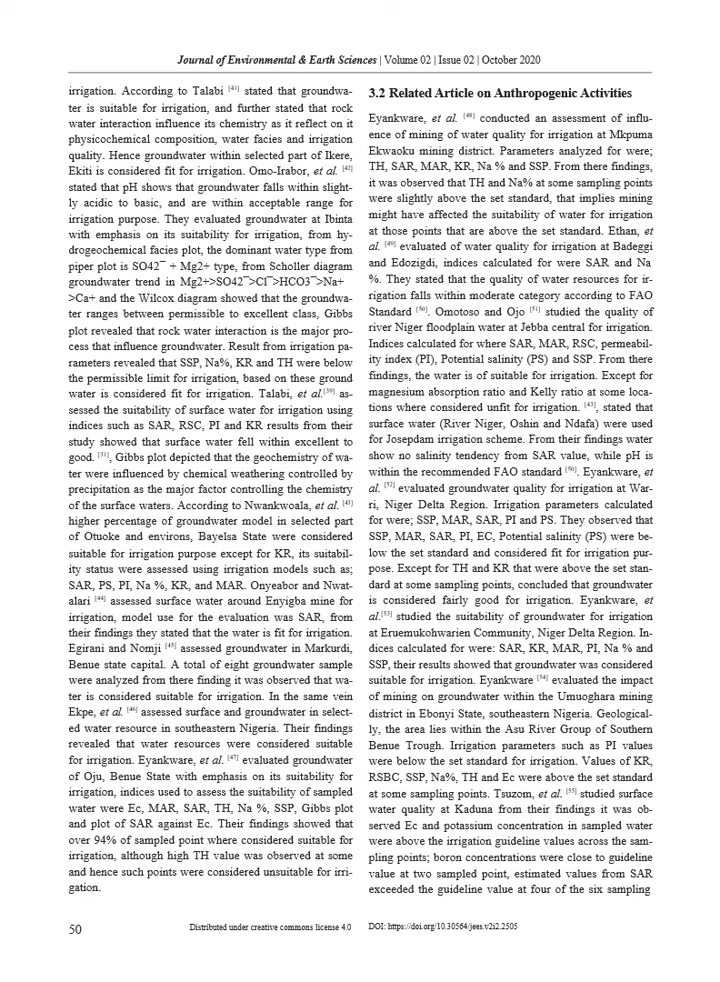 Journal of Environmental & Earth Sciences | Volume 02 | Issue 02 | October 2020
irrigation. According to Talabi [41] stated that groundwa-
ter is suitable for irrigation, and further stated that rock
water interaction influence its chemistry as it reflect on it
physicochemical composition, water facies and irrigation
quality. Hence groundwater within selected part of Ikere,
Ekiti is considered fit for irrigation. Omo-Irabor, et al. [42]
stated that pH shows that groundwater falls within slight-
ly acidic to basic, and are within acceptable range for
irrigation purpose. They evaluated groundwater at Ibinta
with emphasis on its suitability for irrigation, from hy-
drogeochemical facies plot, the dominant water type from
piper plot is SO42¯ + Mg2+ type, from Scholler diagram
groundwater trend in Mg2+>SO42¯>Cl¯>HCO3¯>Na+
>Ca+ and the Wilcox diagram showed that the groundwa-
ter ranges between permissible to excellent class, Gibbs
plot revealed that rock water interaction is the major pro-
cess that influence groundwater. Result from irrigation pa-
rameters revealed that SSP, Na%, KR and TH were below
the permissible limit for irrigation, based on these ground
water is considered fit for irrigation. Talabi, et al.[39] as-
sessed the suitability of surface water for irrigation using
indices such as SAR, RSC, PI and KR results from their
study showed that surface water fell within excellent to
good. [31], Gibbs plot depicted that the geochemistry of wa-
ter were influenced by chemical weathering controlled by
precipitation as the major factor controlling the chemistry
of the surface waters. According to Nwankwoala, et al. [43]
higher percentage of groundwater model in selected part
of Otuoke and environs, Bayelsa State were considered
suitable for irrigation purpose except for KR, its suitabil-
ity status were assessed using irrigation models such as;
SAR, PS, PI, Na %, KR, and MAR. Onyeabor and Nwat-
alari [44] assessed surface water around Enyigba mine for
irrigation, model use for the evaluation was SAR, from
their findings they stated that the water is fit for irrigation.
Egirani and Nomji [45] assessed groundwater in Markurdi,
Benue state capital. A total of eight groundwater sample
were analyzed from there finding it was observed that wa-
ter is considered suitable for irrigation. In the same vein
Ekpe, et al. [46] assessed surface and groundwater in select-
ed water resource in southeastern Nigeria. Their findings
revealed that water resources were considered suitable
for irrigation. Eyankware, et al. [47] evaluated groundwater
of Oju, Benue State with emphasis on its suitability for
irrigation, indices used to assess the suitability of sampled
water were Ec, MAR, SAR, TH, Na %, SSP, Gibbs plot
and plot of SAR against Ec. Their findings showed that
over 94% of sampled point where considered suitable for
irrigation, although high TH value was observed at some
and hence such points were considered unsuitable for irri-
gation.
3.2 Related Article on Anthropogenic Activities
Eyankware, et al. [48] conducted an assessment of influ-
ence of mining of water quality for irrigation at Mkpuma
Ekwaoku mining district. Parameters analyzed for were;
TH, SAR, MAR, KR, Na % and SSP. From there findings,
it was observed that TH and Na% at some sampling points
were slightly above the set standard, that implies mining
might have affected the suitability of water for irrigation
at those points that are above the set standard. Ethan, et
al. [49] evaluated of water quality for irrigation at Badeggi
and Edozigdi, indices calculated for were SAR and Na
%. They stated that the quality of water resources for ir-
rigation falls within moderate category according to FAO
Standard [50]. Omotoso and Ojo [51] studied the quality of
river Niger floodplain water at Jebba central for irrigation.
Indices calculated for where SAR, MAR, RSC, permeabil-
ity index (PI), Potential salinity (PS) and SSP. From there
findings, the water is of suitable for irrigation. Except for
magnesium absorption ratio and Kelly ratio at some loca-
tions where considered unfit for irrigation. [43], stated that
surface water (River Niger, Oshin and Ndafa) were used
for Josepdam irrigation scheme. From their findings water
show no salinity tendency from SAR value, while pH is
within the recommended FAO standard [50]. Eyankware, et
al. [52] evaluated groundwater quality for irrigation at War-
ri, Niger Delta Region. Irrigation parameters calculated
for were; SSP, MAR, SAR, PI and PS. They observed that
SSP, MAR, SAR, PI, EC, Potential salinity (PS) were be-
low the set standard and considered fit for irrigation pur-
pose. Except for TH and KR that were above the set stan-
dard at some sampling points, concluded that groundwater
is considered fairly good for irrigation. Eyankware, et
al.[53] studied the suitability of groundwater for irrigation
at Eruemukohwarien Community, Niger Delta Region. In-
dices calculated for were: SAR, KR, MAR, PI, Na % and
SSP, their results showed that groundwater was considered
suitable for irrigation. Eyankware [54] evaluated the impact
of mining on groundwater within the Umuoghara mining
district in Ebonyi State, southeastern Nigeria. Geological-
ly, the area lies within the Asu River Group of Southern
Benue Trough. Irrigation parameters such as PI values
were below the set standard for irrigation. Values of KR,
RSBC, SSP, Na%, TH and Ec were above the set standard
at some sampling points. Tsuzom, et al. [55] studied surface
water quality at Kaduna from their findings it was ob-
served Ec and potassium concentration in sampled water
were above the irrigation guideline values across the sam-
pling points; boron concentrations were close to guideline
value at two sampled point, estimated values from SAR
exceeded the guideline value at four of the six sampling
50
Distributed under creative commons license 4.0
DOI: https://doi.org/10.30564/jees.v2i2.2505